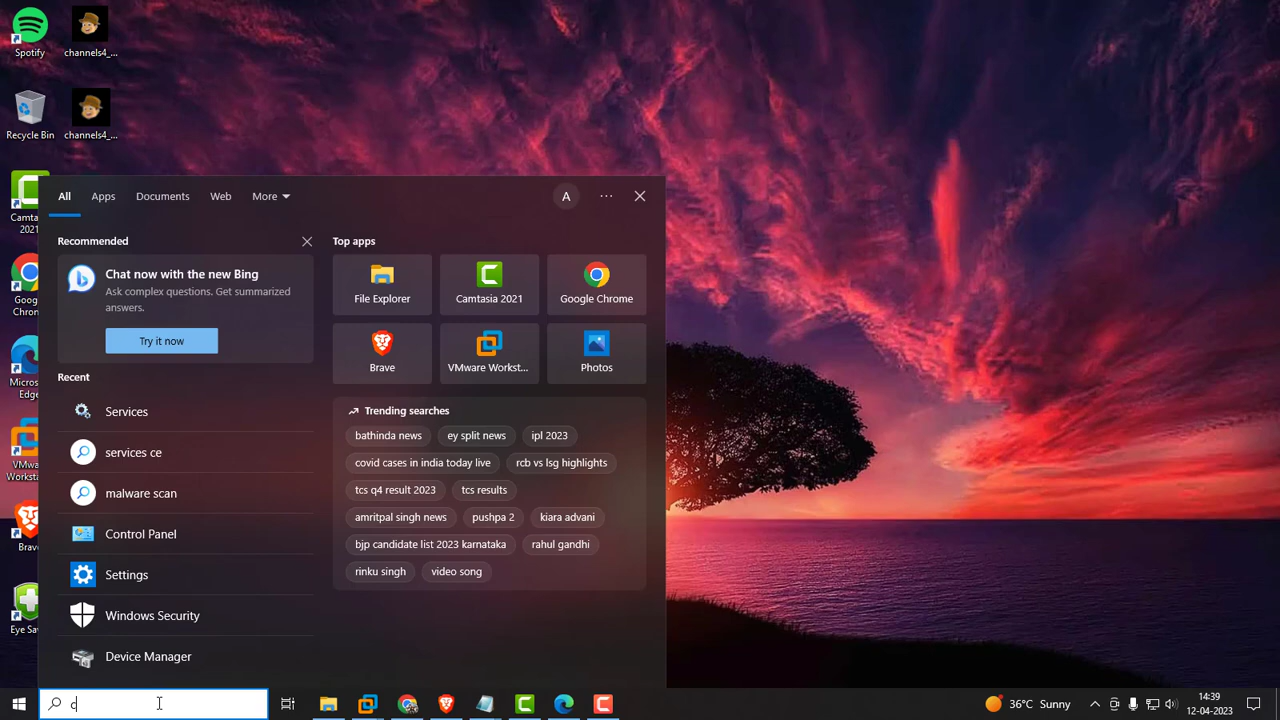 Spotify
channels4_...
Recycle Bin
channels4_...
Camta
2021
Goog
Chron
Micros
Edg
VMwa
Worksta
Brav
Eye Sav
All
Apps
Documents
Web
More
A
Recommended
Chat now with the new Bing
Ask complex questions. Get summarized
answers.
Try it now
Recent
Services
services ce
malware scan
Control Panel
Settings
Windows Security
Device Manager
Top apps
File Explorer
Camtasia 2021
Google Chrome
Brave
VMware Workst...
Photos
Trending searches
bathinda news
ey split news
ipl 2023
covid cases in india today live
rcb vs lsg highlights
tcs q4 result 2023
tcs results
amritpal singh news
pushpa 2
kiara advani
bjp candidate list 2023 karnataka
rahul gandhi
rinku singh
video song
c
36°C Sunny
14:39
12-04-2023